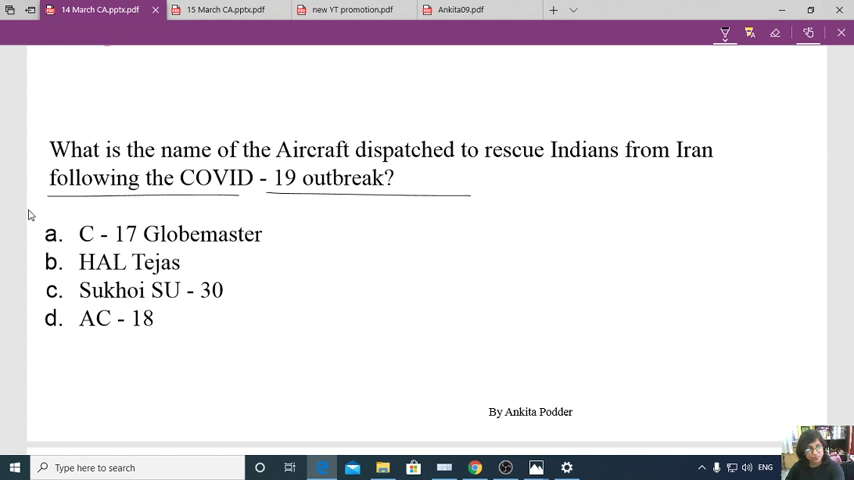 14 March CA.pptx.pdf
15 March CA.pptx.pdf
new YT promotion.pdf
Ankita09.pdf
What is the name of the Aircraft dispatched to rescue Indians from Iran
following the COVID - 19 outbreak?
a. C - 17 Globemaster
b. HAL Tejas
c. Sukhoi SU - 30
d. AC - 18
By Ankita Podder
Type here to search
ENG